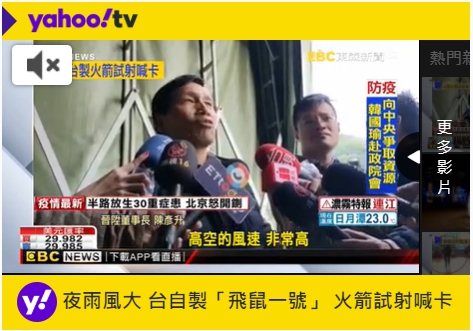 yahoo!tv
NEWS
台製火箭試射喊卡
EBC 東森新聞
熱門新
防疫
向中央爭取資源
韓國瑜赴政院會
更多影片
疫情最新
半路放生30重症患 北京怒開鍘
晉陞董事長 陳彥升
濃霧特報 連江
日月潭23.0℃
美元匯率
29.982
29.985
高空的風速 非常高
EBC NEWS
下載APP看直播
夜雨風大 台自製「飛鼠一號」 火箭試射喊卡